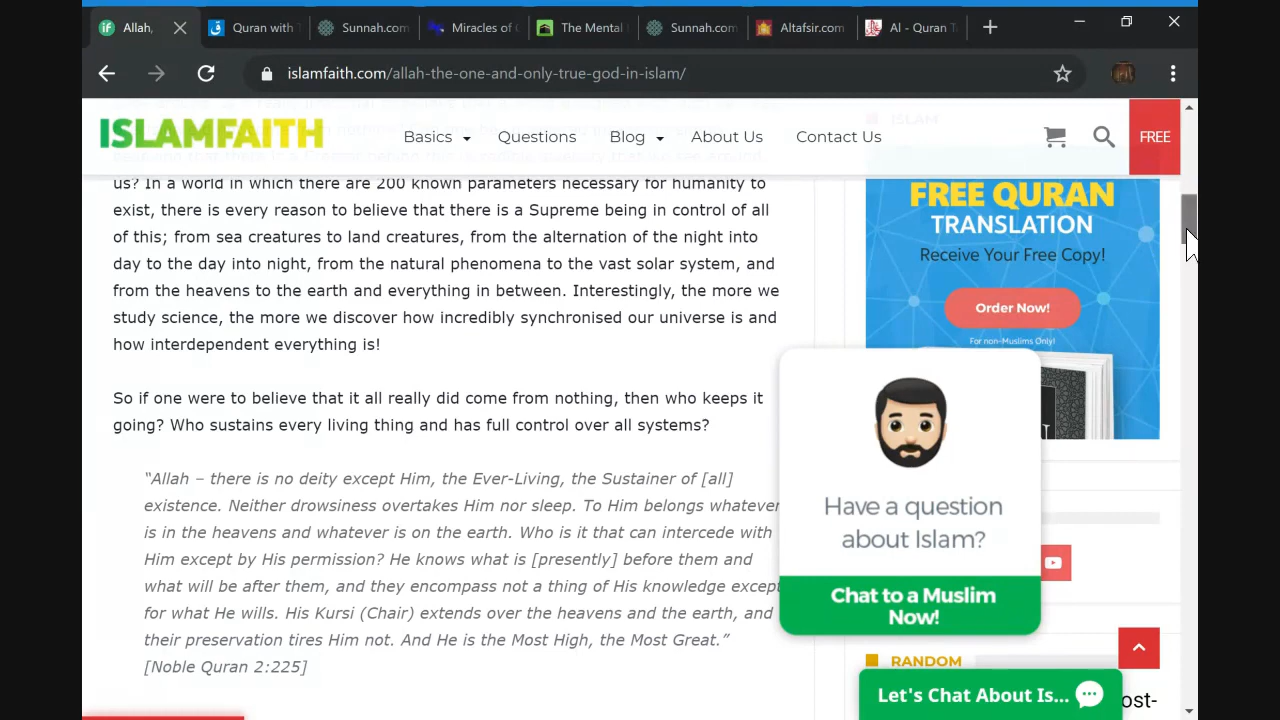 Allah,
Quran with T
Sunnah.com
Miracles of
The Mental
Sunnah.com
Altafsir.com
Al - Quran
islamfaith.com/allah-the-one-and-only-true-god-in-islam/
ISLAMFAITH
Basics
Questions
Blog
About Us
Contact Us
FREE
ISLAM
us? In a world in which there are 200 known parameters necessary for humanity to
exist, there is every reason to believe that there is a Supreme being in control of all
of this; from sea creatures to land creatures, from the alternation of the night into
day to the day into night, from the natural phenomena to the vast solar system, and
from the heavens to the earth and everything in between. Interestingly, the more we
study science, the more we discover how incredibly synchronised our universe is and
how interdependent everything is!
So if one were to believe that it all really did come from nothing, then who keeps it
going? Who sustains every living thing and has full control over all systems?
“Allah – there is no deity except Him, the Ever-Living, the Sustainer of [all]
existence. Neither drowsiness overtakes Him nor sleep. To Him belongs whatever
is in the heavens and whatever is on the earth. Who is it that can intercede with
Him except by His permission? He knows what is [presently] before them and
what will be after them, and they encompass not a thing of His knowledge except
for what He wills. His Kursi (Chair) extends over the heavens and the earth, and
their preservation tires Him not. And He is the Most High, the Most Great.”
[Noble Quran 2:225]
FREE QURAN
TRANSLATION
Receive Your Free Copy!
Order Now!
For non-Muslims Only!
Have a question
about Islam?
Chat to a Muslim
Now!
RANDOM
Let's Chat About Is...
ost-